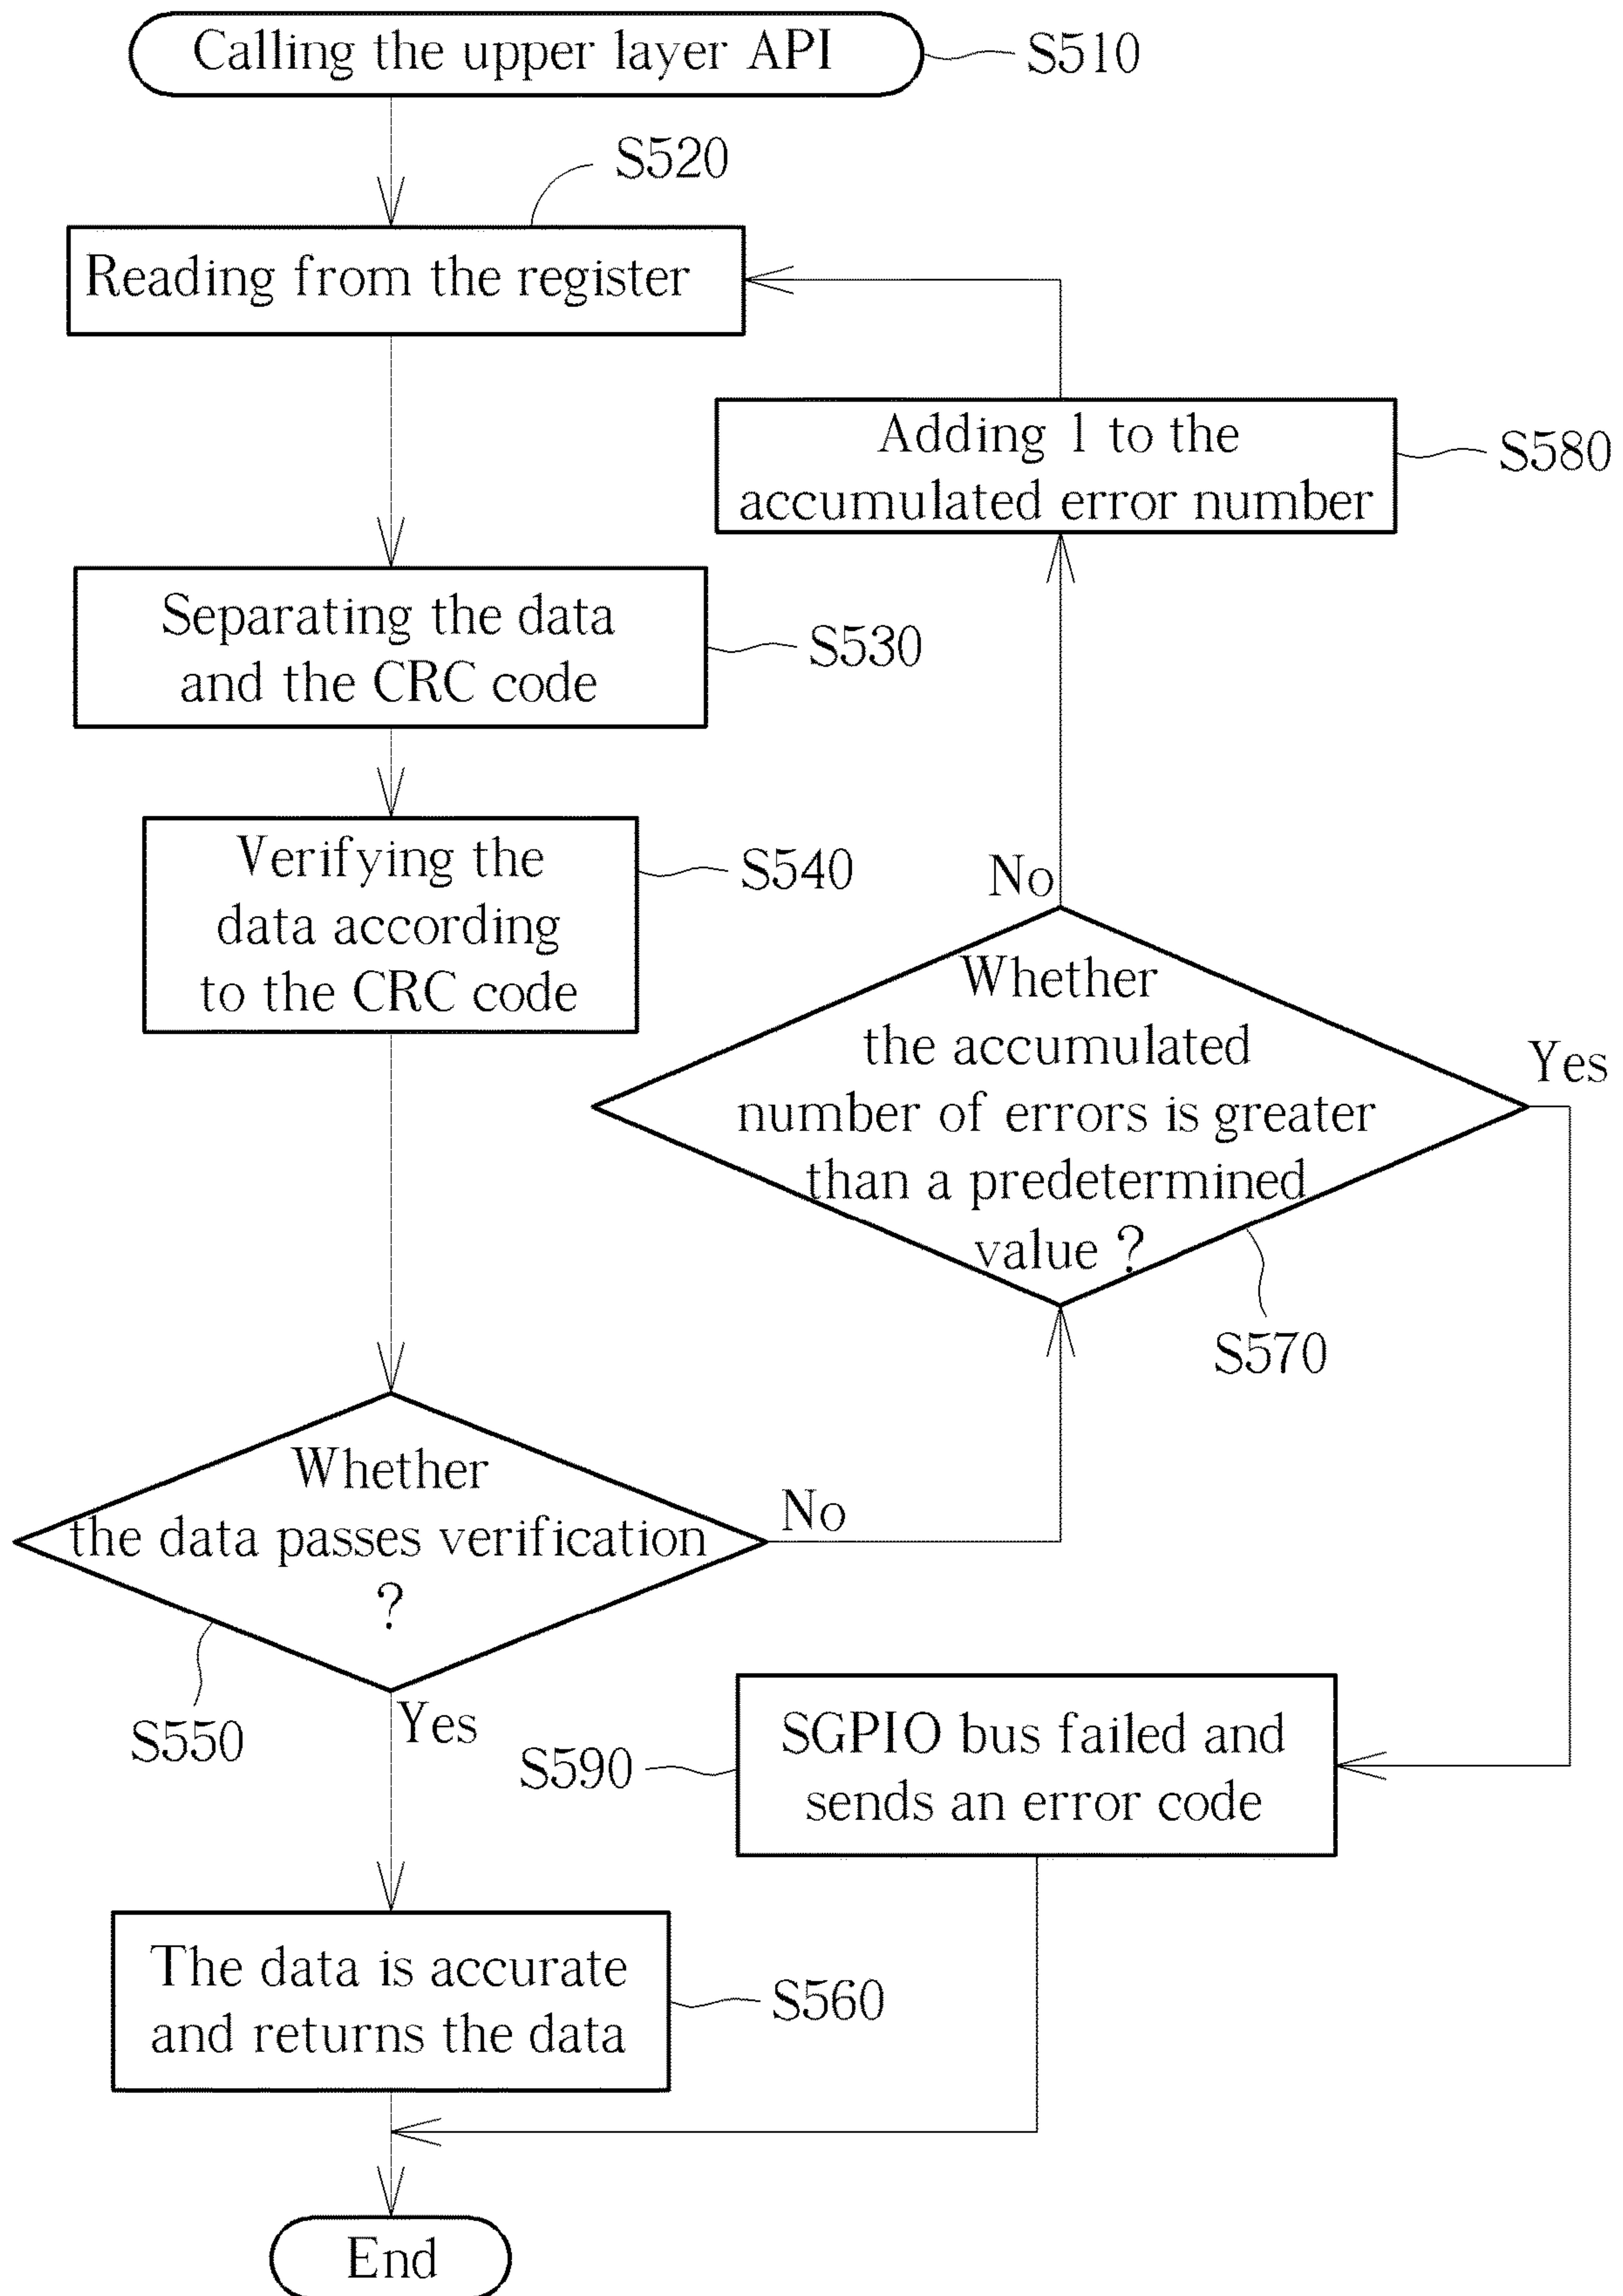 Calling the upper layer API
S510
S520
Reading from the register
Adding 1 to the
accumulated error number
S580
Separating the data
and the CRC code
S530
Verifying the
data according
to the CRC code
S540
No
Whether
the accumulated
number of errors is greater
than a predetermined
value ?
Yes
S570
Whether
the data passes verification
?
No
S550
Yes
SGPIO bus failed and
sends an error code
S590
The data is accurate
and returns the data
S560
End